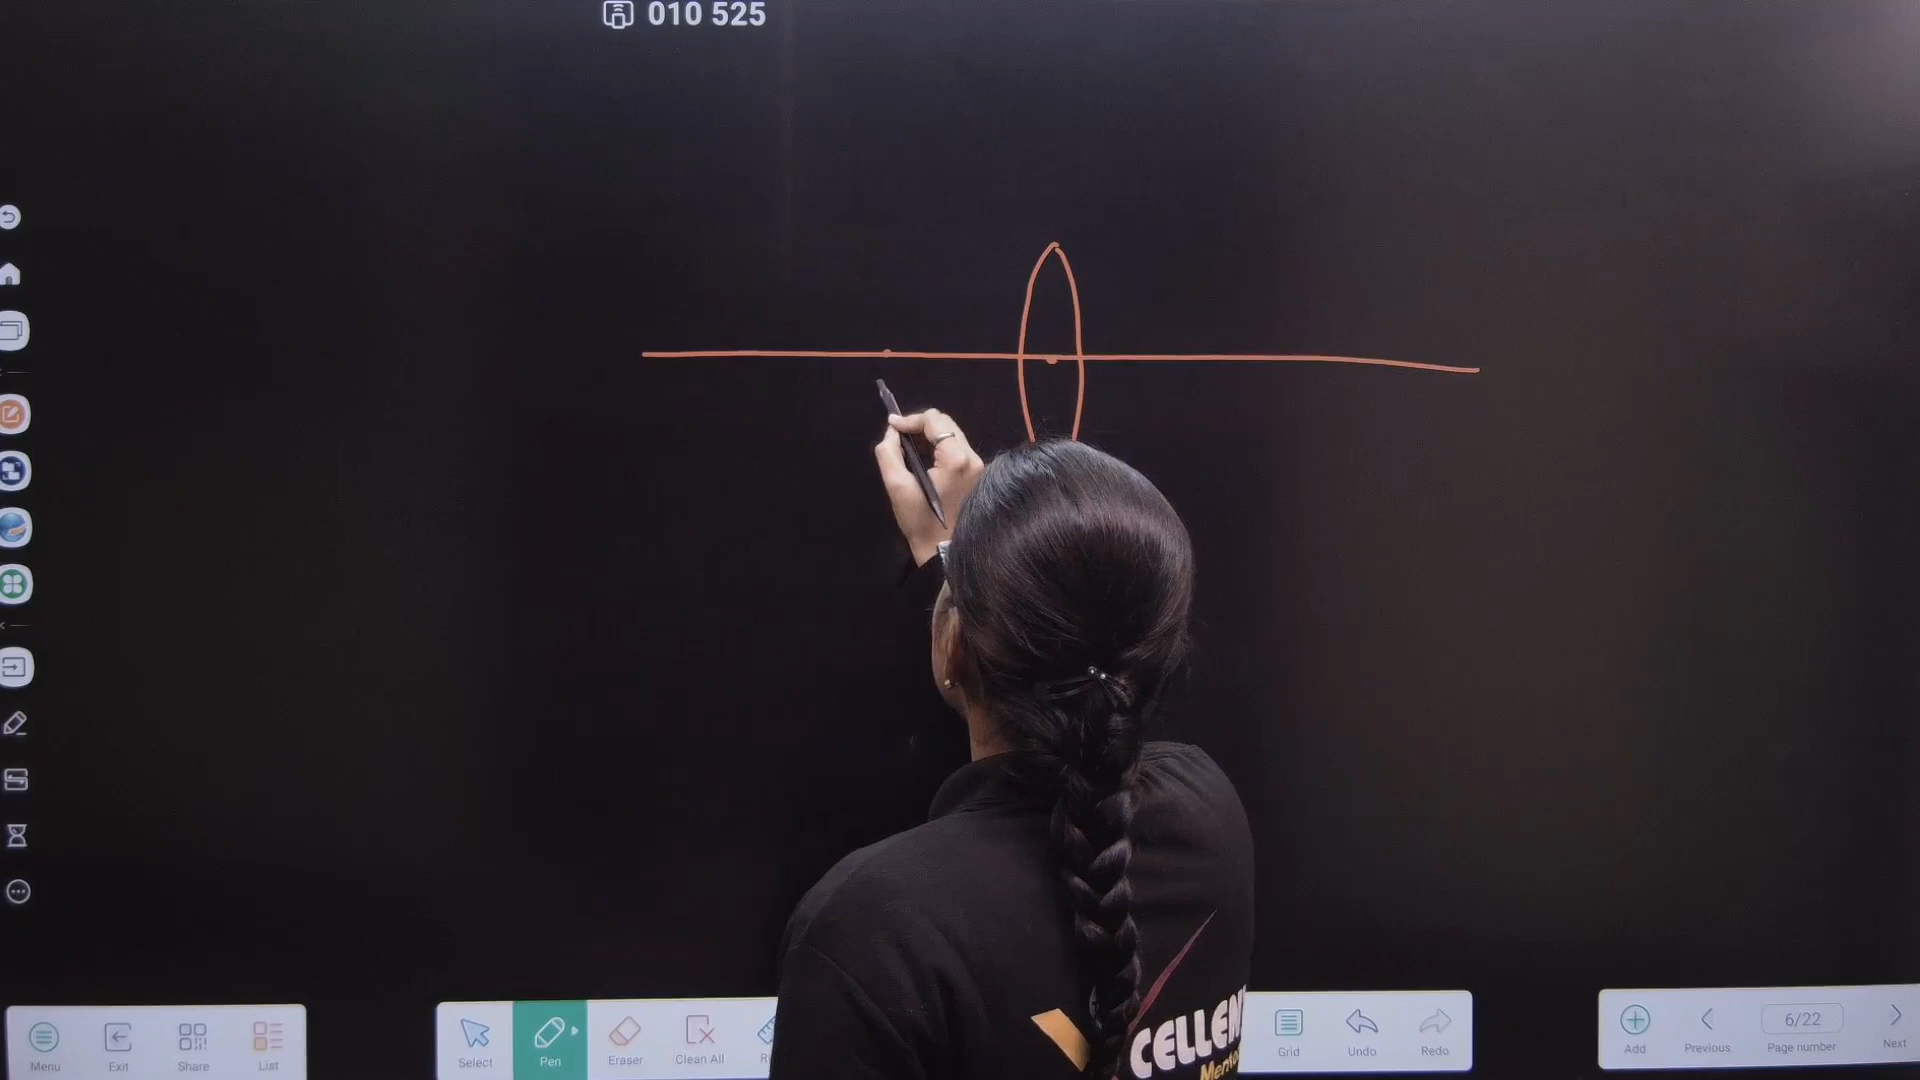 010 525
Menu
Exit
Share
List
Select
Pen
Eraser
Clean All
Grid
Undo
Redo
Add
Previous
6/22
Page number
Next
CELLEN